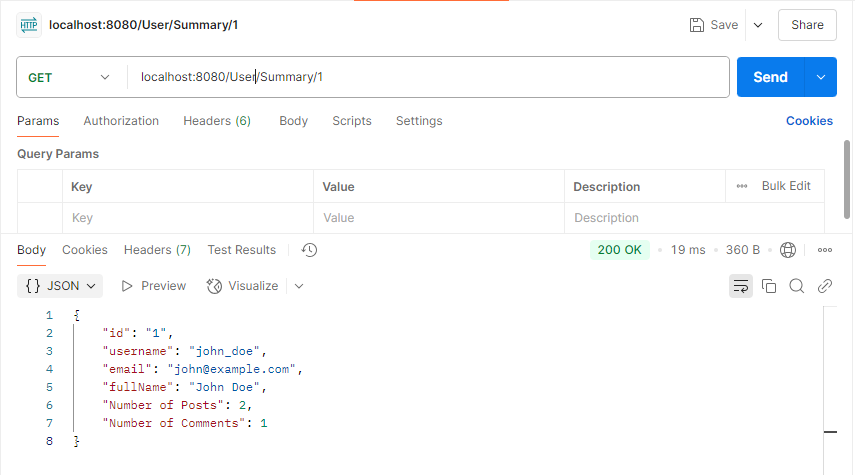 HTTP localhost:8080/User/Summary/1 Save Share
GET localhost:8080/User/Summary/1 Send
Params Authorization Headers (6) Body Scripts Settings Cookies
Query Params
Key Value Description Bulk Edit
Key Value Description
Body Cookies Headers (7) Test Results 200 OK 19 ms 360 B
{} JSON Preview Visualize
1 {
2 "id": "1",
3 "username": "john_doe",
4 "email": "john@example.com",
5 "fullName": "John Doe",
6 "Number of Posts": 2,
7 "Number of Comments": 1
8 }